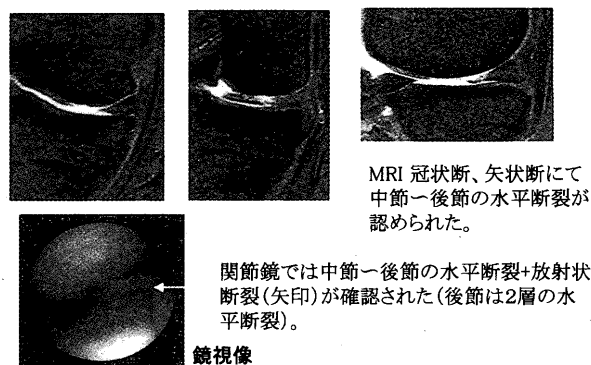 MRI 冠状断、矢状断にて
中節～後節の水平断裂が
認められた。
関節鏡では中節～後節の水平断裂+放射状
断裂(矢印)が確認された(後節は2層の水
平断裂)。
鏡視像